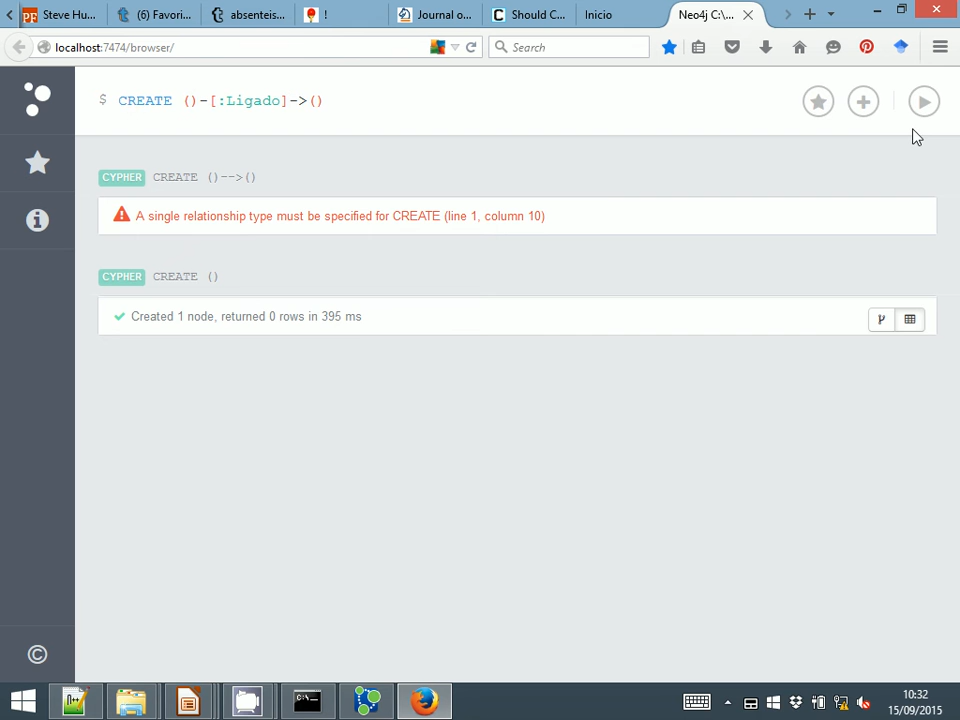 Steve Hu...
(6) Favori...
absenteis...
!
Journal o...
Should C...
Inicio
Neo4j C:\...
localhost:7474/browser/
Search
$ CREATE ()-[:Ligado]->()
CYPHER CREATE ()-->()
A single relationship type must be specified for CREATE (line 1, column 10)
CYPHER CREATE ()
Created 1 node, returned 0 rows in 395 ms
10:32
15/09/2015